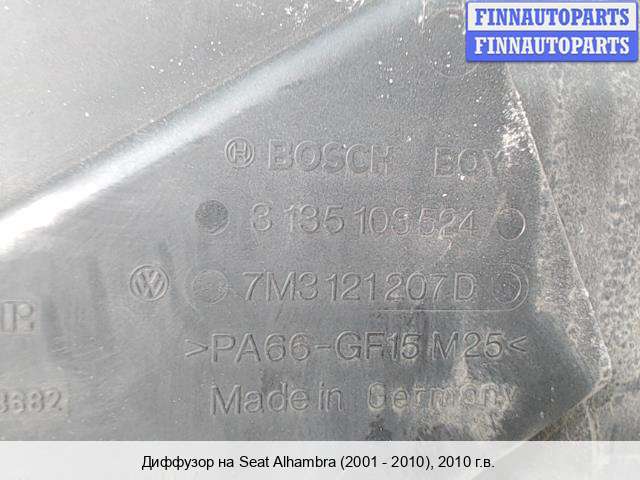 FINNAUTOPARTS
FINNAUTOPARTS
BOSCH EGY
3 135 103 524
7M3 121 207 D
>PA66-GF15 M25<
Made in Germany
Диффузор на Seat Alhambra (2001 - 2010), 2010 г.в.